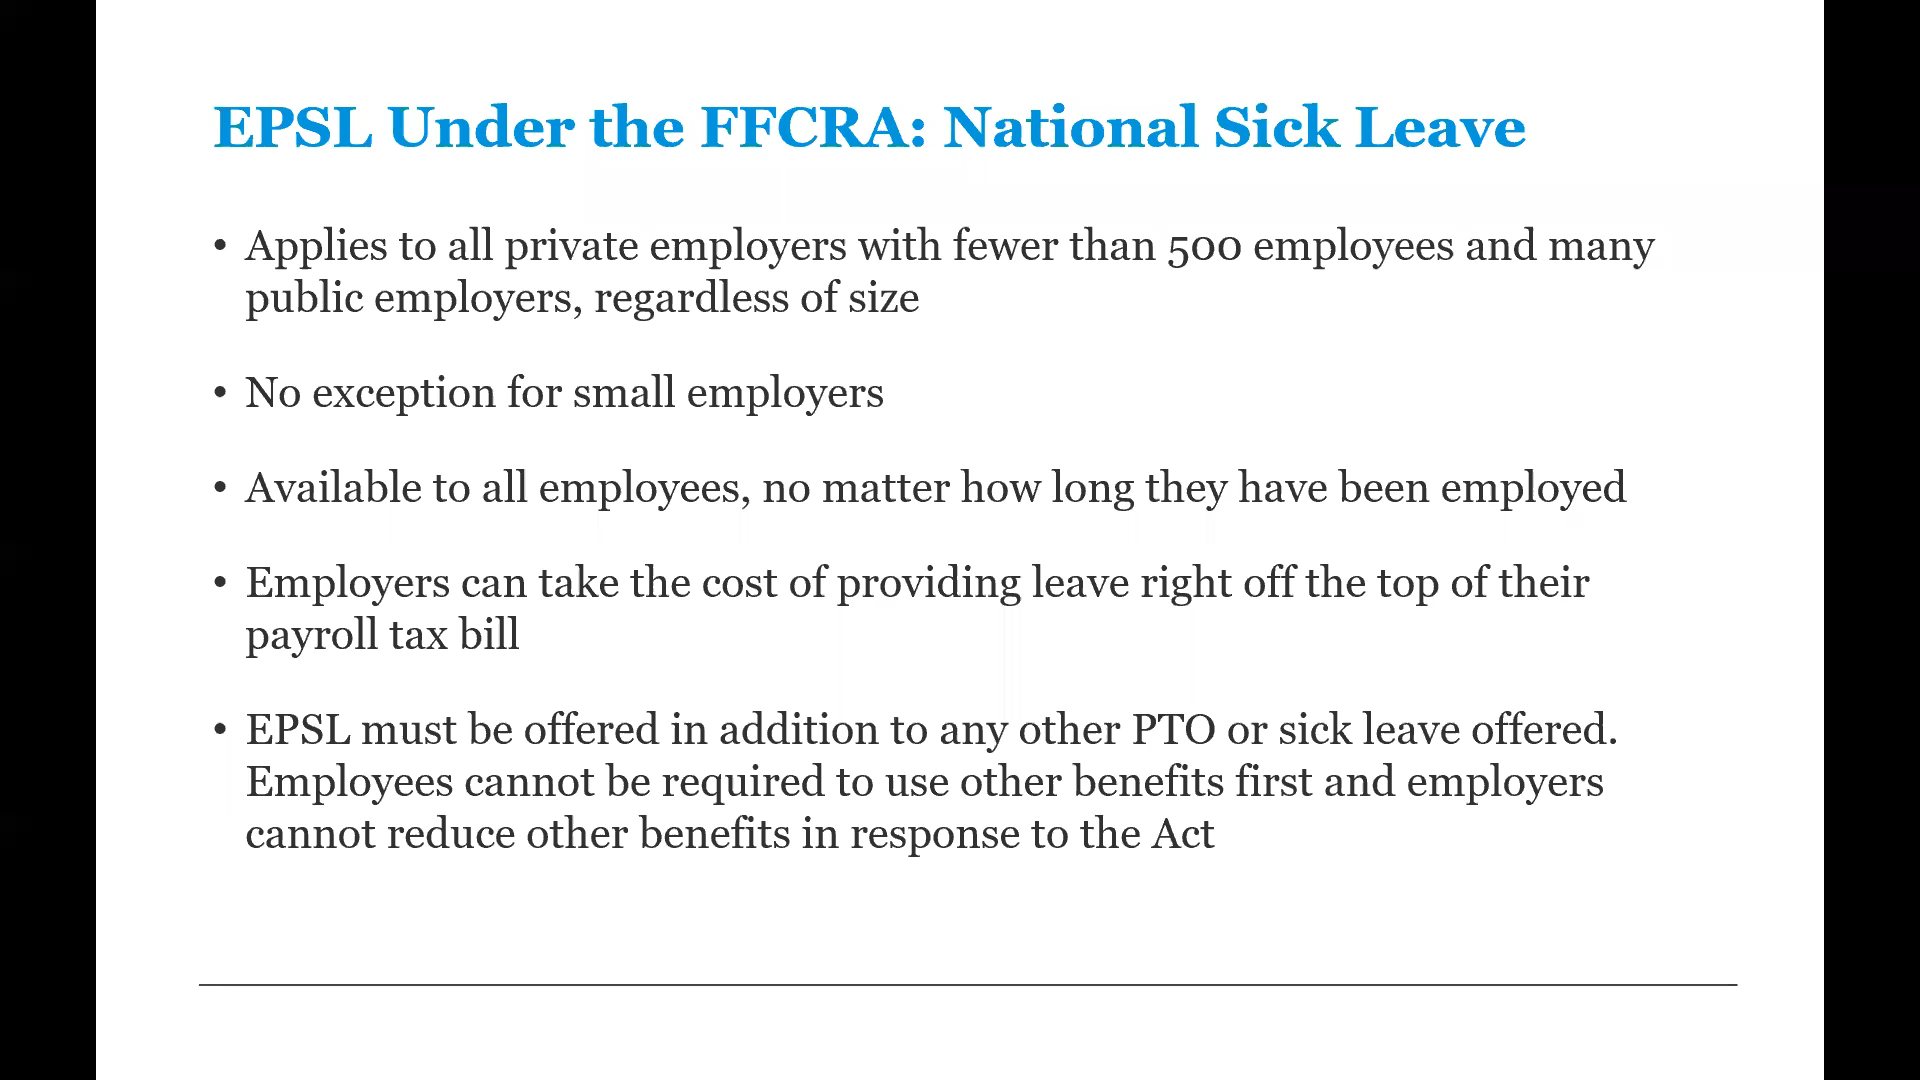 EPSL Under the FFCRA: National Sick Leave
• Applies to all private employers with fewer than 500 employees and many
public employers, regardless of size
• No exception for small employers
• Available to all employees, no matter how long they have been employed
• Employers can take the cost of providing leave right off the top of their
payroll tax bill
• EPSL must be offered in addition to any other PTO or sick leave offered.
Employees cannot be required to use other benefits first and employers
cannot reduce other benefits in response to the Act